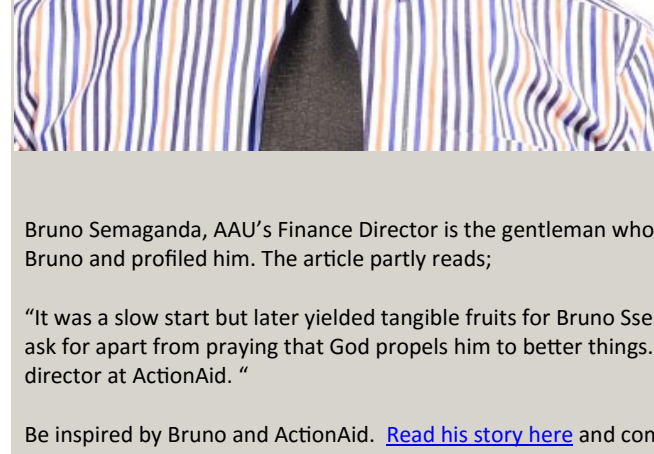 Bruno Semaganda, AAU’s Finance Director is the gentleman who
Bruno and profiled him. The article partly reads;
“It was a slow start but later yielded tangible fruits for Bruno Sse
ask for apart from praying that God propels him to better things.
director at ActionAid. “
Be inspired by Bruno and ActionAid. Read his story here and con